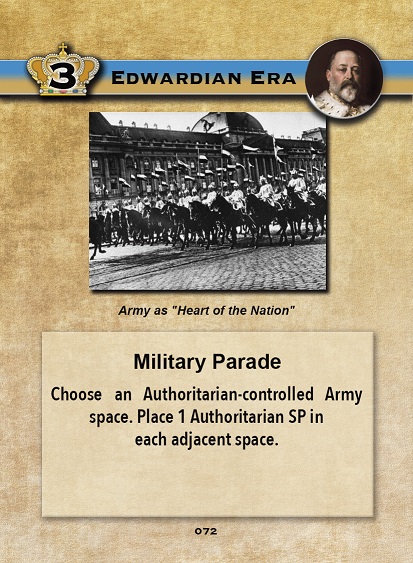 3 EDWARDIAN ERA
Army as "Heart of the Nation"
Military Parade
Choose an Authoritarian-controlled Army
space. Place 1 Authoritarian SP in
each adjacent space.
072